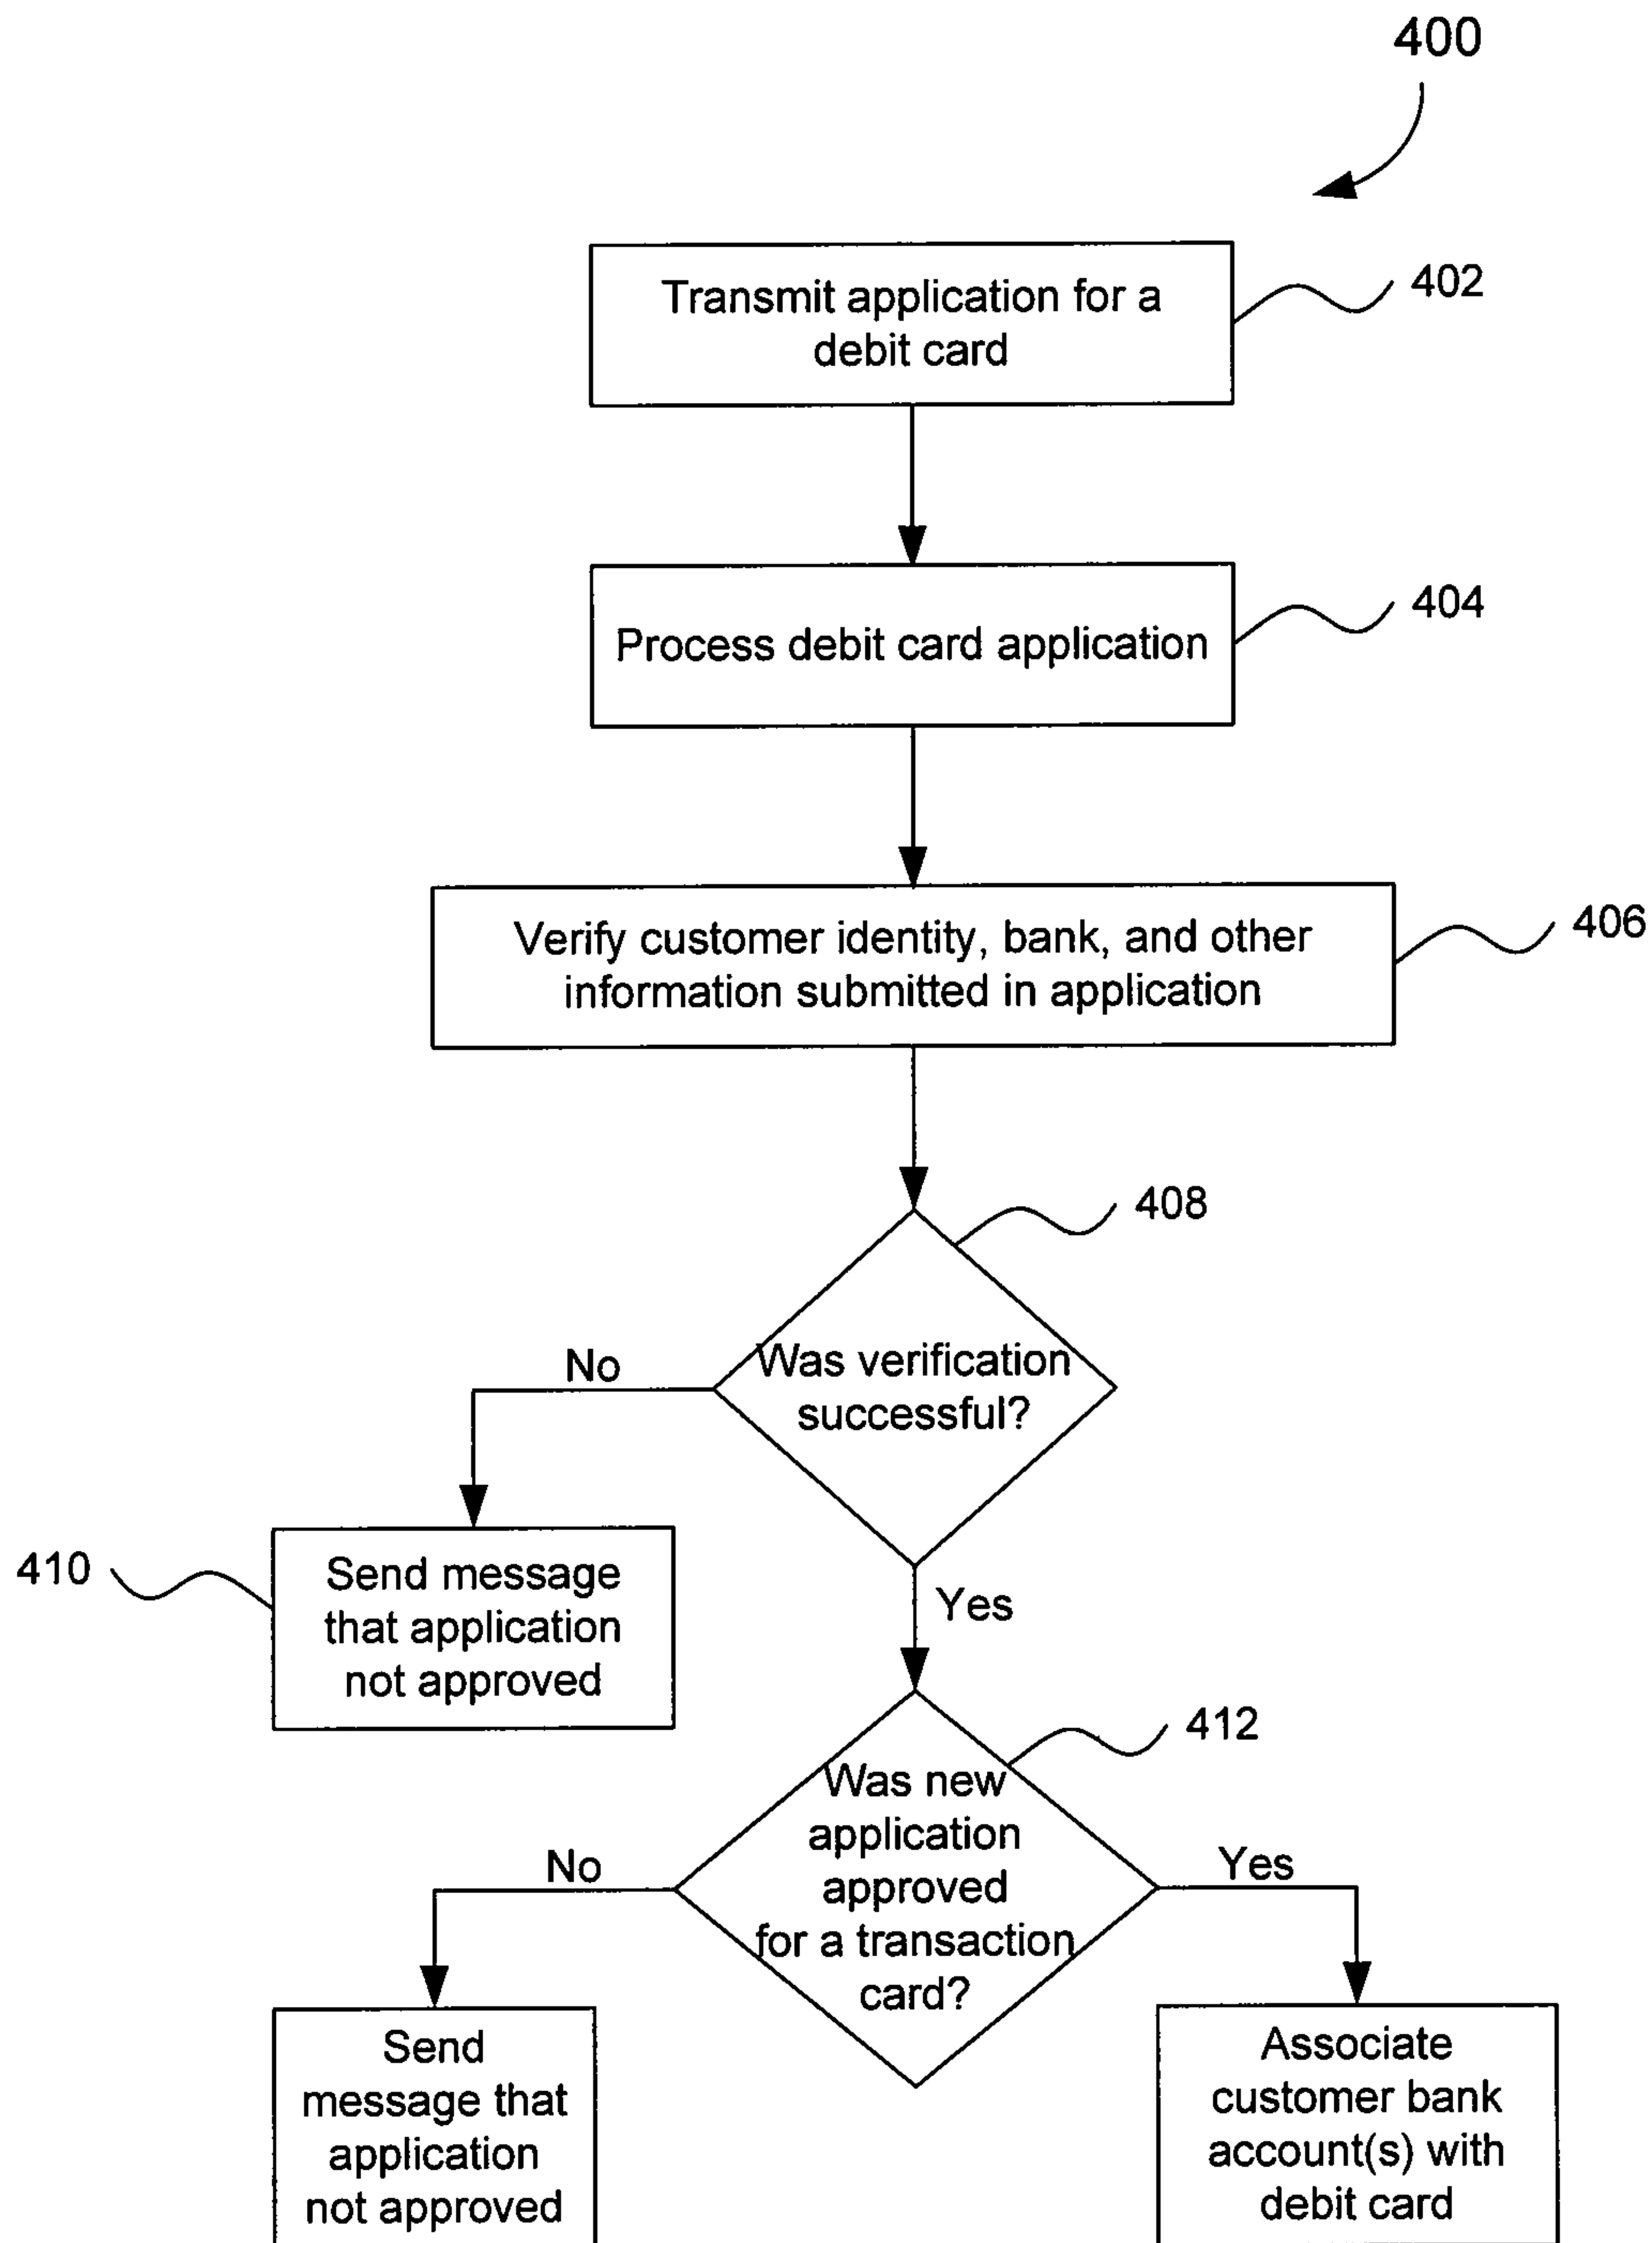 400
Transmit application for a
debit card
402
Process debit card application
404
Verify customer identity, bank, and other
information submitted in application
406
408
Was verification
successful?
No
410
Send message
that application
not approved
Yes
412
Was new
application
approved
for a transaction
card?
No
Yes
Send
message that
application
not approved
Associate
customer bank
account(s) with
debit card